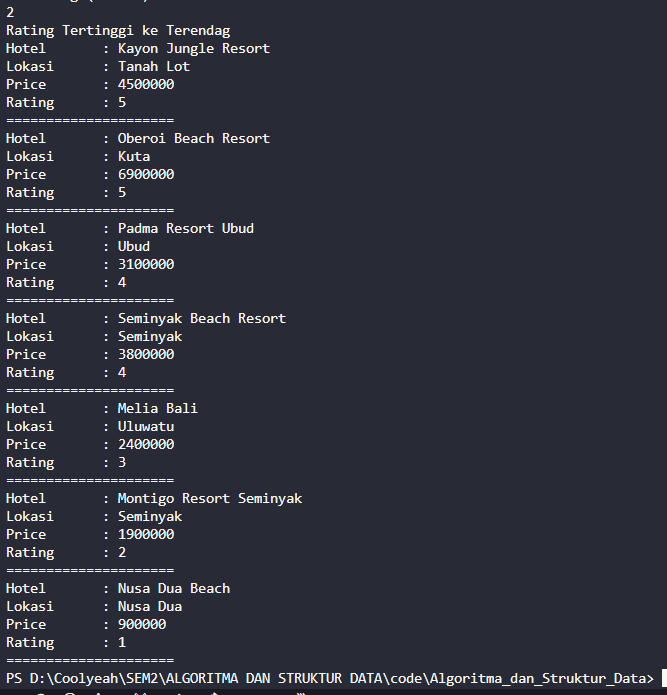 2
Rating Tertinggi ke Terendag
Hotel : Kayon Jungle Resort
Lokasi : Tanah Lot
Price : 4500000
Rating : 5
=====================
Hotel : Oberoi Beach Resort
Lokasi : Kuta
Price : 6900000
Rating : 5
=====================
Hotel : Padma Resort Ubud
Lokasi : Ubud
Price : 3100000
Rating : 4
=====================
Hotel : Seminyak Beach Resort
Lokasi : Seminyak
Price : 3800000
Rating : 4
=====================
Hotel : Melia Bali
Lokasi : Uluwatu
Price : 2400000
Rating : 3
=====================
Hotel : Montigo Resort Seminyak
Lokasi : Seminyak
Price : 1900000
Rating : 2
=====================
Hotel : Nusa Dua Beach
Lokasi : Nusa Dua
Price : 900000
Rating : 1
=====================
PS D:\Coolyeah\SEM2\ALGORITMA DAN STRUKTUR DATA\code\Algoritma_dan_Struktur_Data>